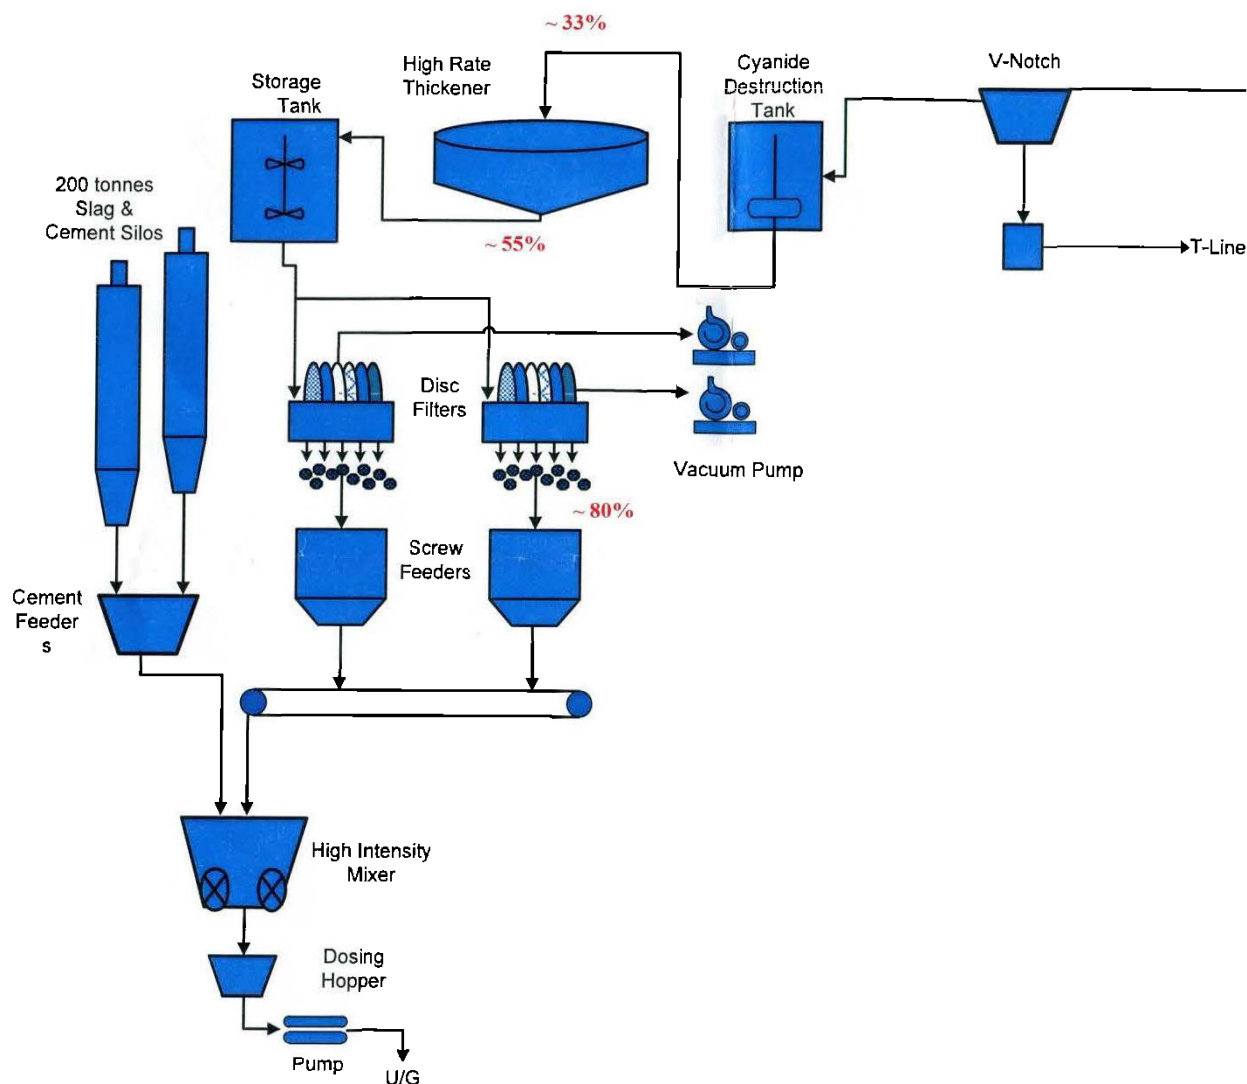 ~ 33%
Storage
Tank
High Rate
Thickener
Cyanide
Destruction
Tank
V-Notch
200 tonnes
Slag &
Cement Silos
~ 55%
T-Line
Disc
Filters
Vacuum Pump
~ 80%
Screw
Feeders
Cement
Feeder
s
High Intensity
Mixer
Dosing
Hopper
Pump
U/G